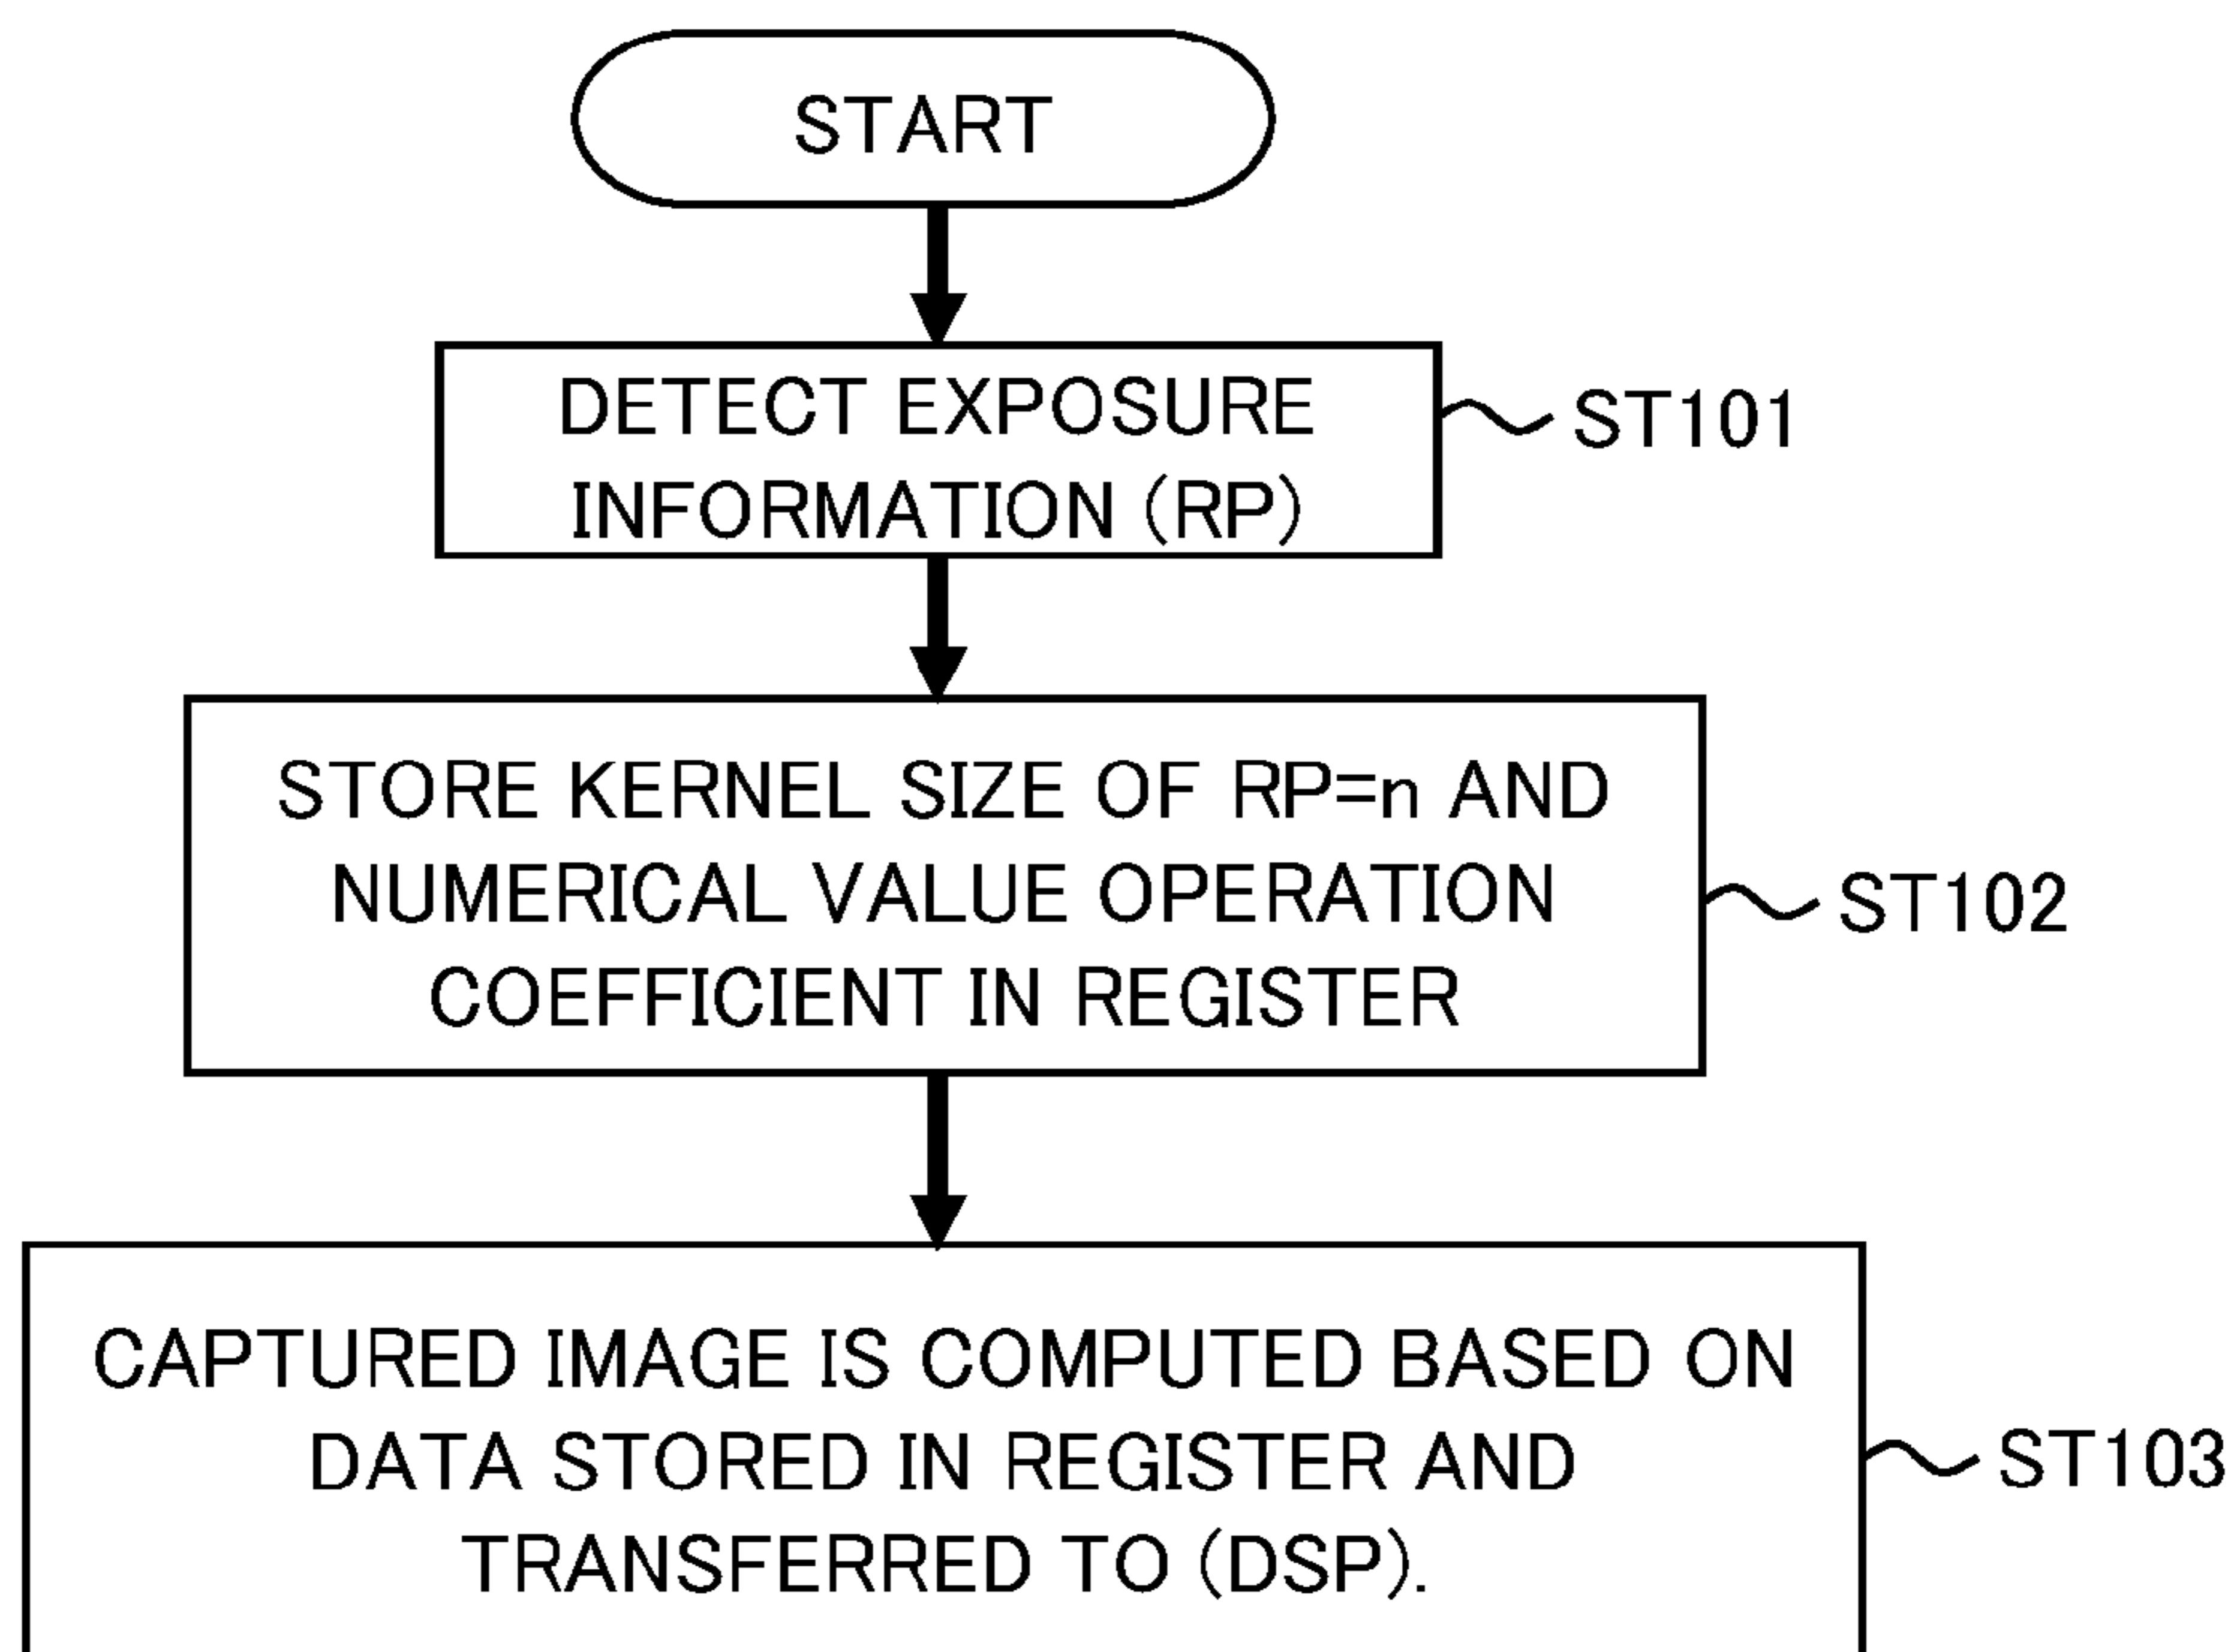 START
DETECT EXPOSURE
INFORMATION (RP)
ST101
STORE KERNEL SIZE OF RP=n AND
NUMERICAL VALUE OPERATION
COEFFICIENT IN REGISTER
ST102
CAPTURED IMAGE IS COMPUTED BASED ON
DATA STORED IN REGISTER AND
TRANSFERRED TO (DSP).
ST103